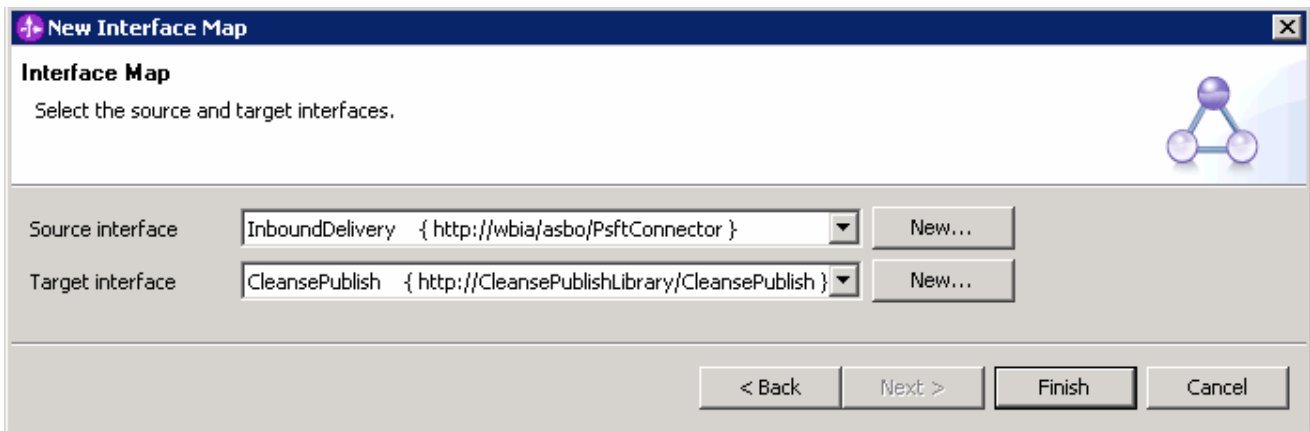 New Interface Map
Interface Map
Select the source and target interfaces.
Source interface InboundDelivery { http://wbia/asbo/PsftConnector } New...
Target interface CleansePublish { http://CleansePublishLibrary/CleansePublish } New...
< Back Next > Finish Cancel